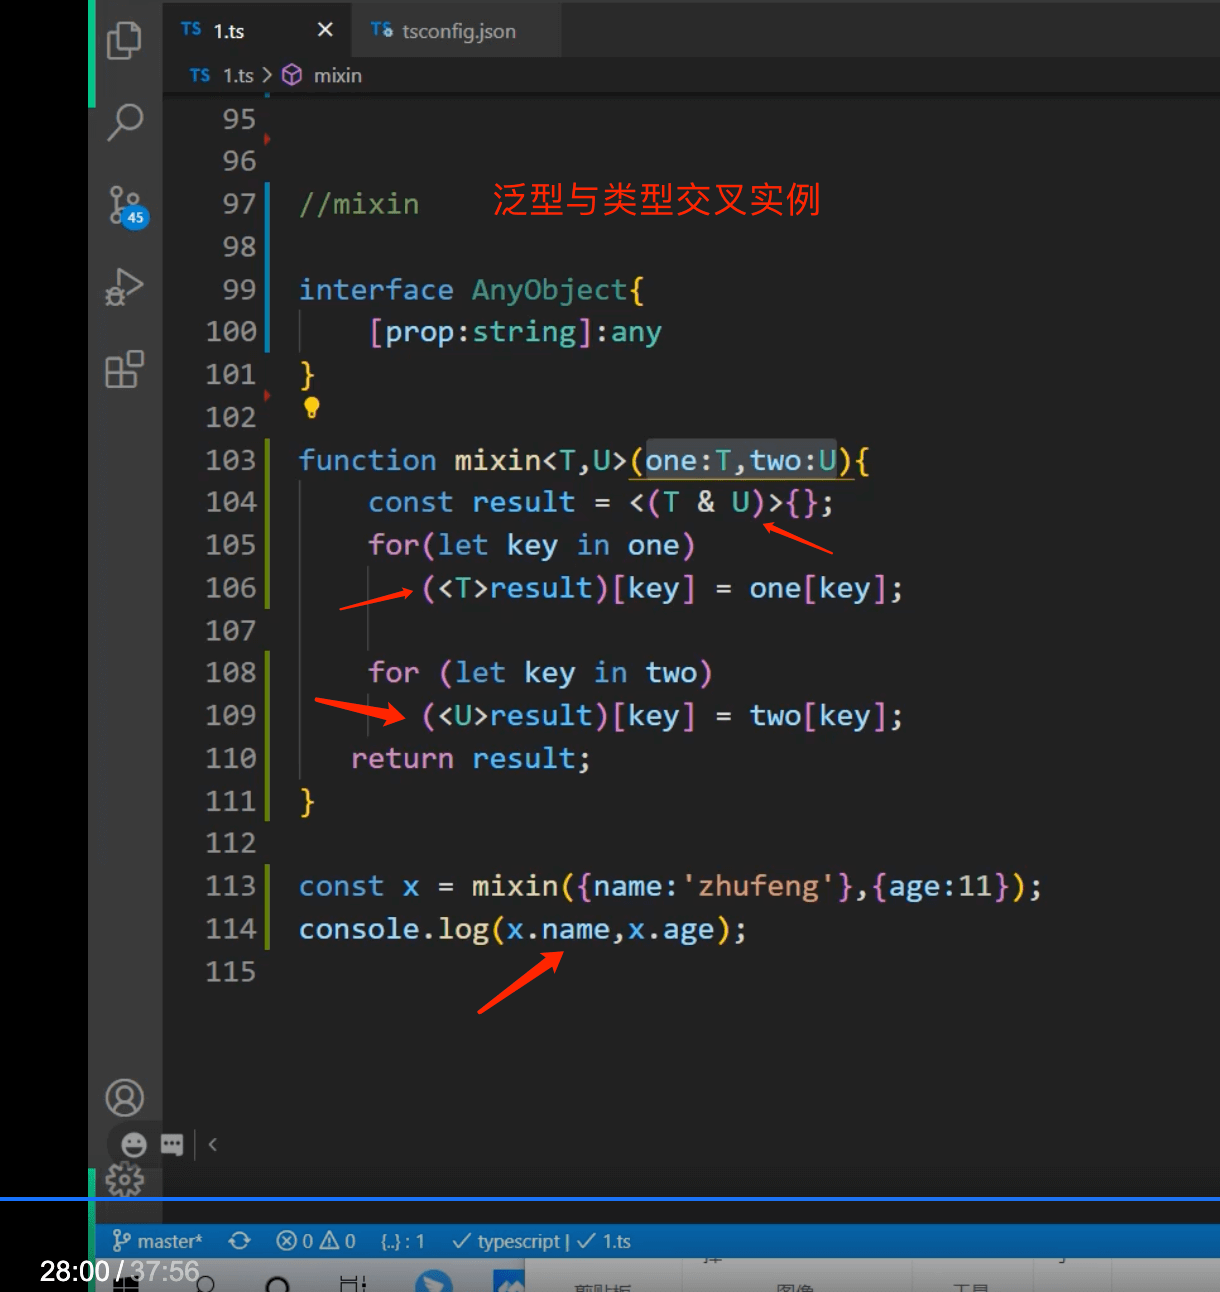 TS 1.ts × TS tsconfig.json
TS 1.ts > mixin
95
96
97 //mixin 泛型与类型交叉实例
45
98
99 interface AnyObject{
100 [prop:string]:any
101 }
102
103 function mixin<T,U>(one:T,two:U){
104 const result = <(T & U)>{};
105 for(let key in one)
106 (<T>result)[key] = one[key];
107
108 for (let key in two)
109 (<U>result)[key] = two[key];
110 return result;
111 }
112
113 const x = mixin({name:'zhufeng'},{age:11});
114 console.log(x.name,x.age);
115
master* 0 0 {..} : 1 ✓ typescript | ✓ 1.ts
28:00 / 37:56